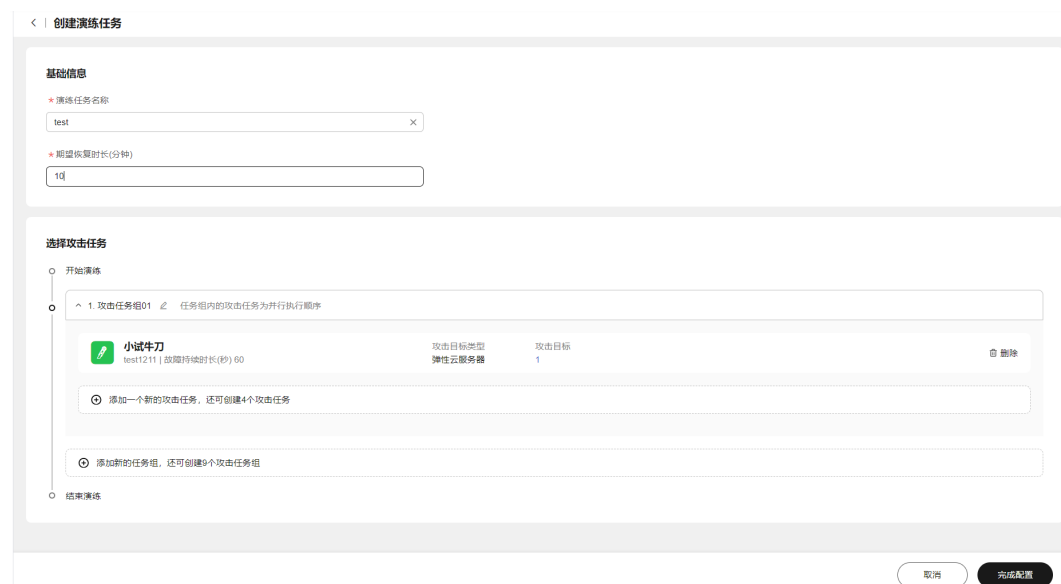 创建演练任务
基础信息
* 演练任务名称
test
* 期望恢复时长(分钟)
10
选择攻击任务
开始演练
1. 攻击任务组01 任务组内的攻击任务为并行执行顺序
小试牛刀 攻击目标类型 攻击目标
test1211 | 故障持续时长(秒) 60 弹性云服务器 1 删除
添加一个新的攻击任务，还可创建4个攻击任务
添加新的任务组，还可创建9个攻击任务组
结束演练
取消 完成配置